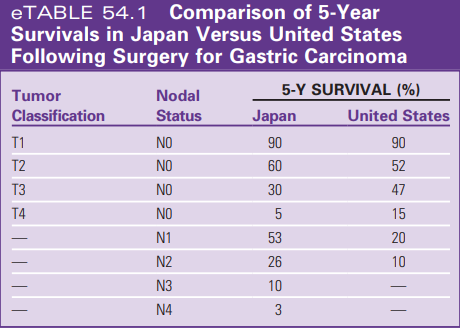 eTABLE 54.1 Comparison of 5-Year
Survivals in Japan Versus United States
Following Surgery for Gastric Carcinoma
Tumor Classification Nodal Status 5-Y SURVIVAL (%)
Japan United States
T1 N0 90 90
T2 N0 60 52
T3 N0 30 47
T4 N0 5 15
— N1 53 20
— N2 26 10
— N3 10 —
— N4 3 —